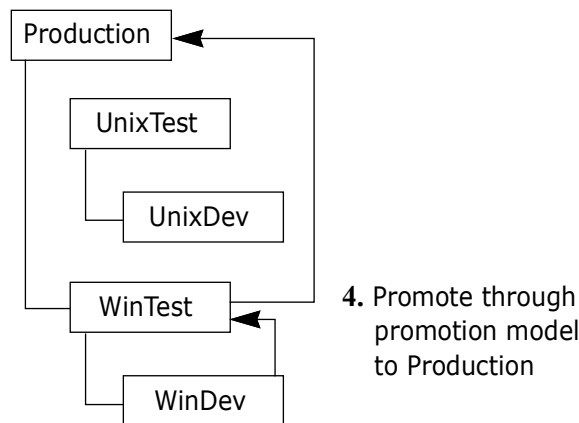 Production
UnixTest
UnixDev
WinTest
WinDev
4. Promote through
promotion model
to Production